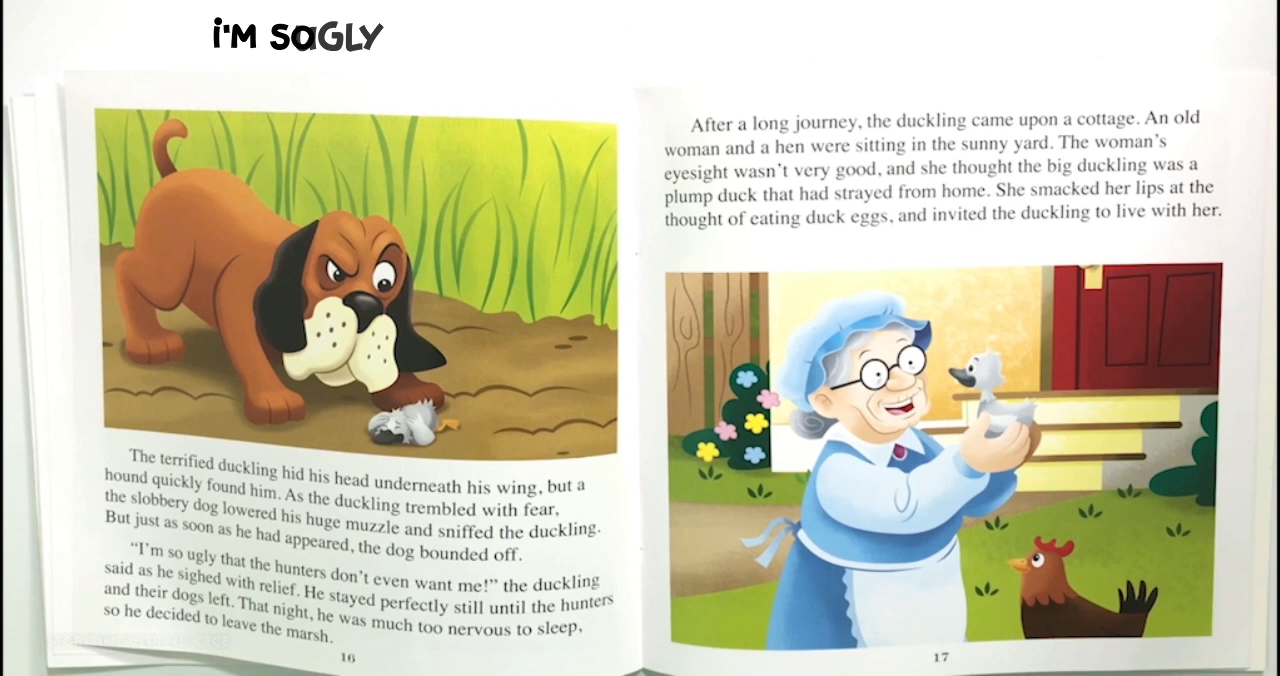 i'M SO UGLY
The terrified duckling hid his head underneath his wing, but a
hound quickly found him. As the duckling trembled with fear,
the slobbery dog lowered his huge muzzle and sniffed the duckling.
But just as soon as he had appeared, the dog bounded off.
“I’m so ugly that the hunters don’t even want me!” the duckling
said as he sighed with relief. He stayed perfectly still until the hunters
and their dogs left. That night, he was much too nervous to sleep,
so he decided to leave the marsh.
16
After a long journey, the duckling came upon a cottage. An old
woman and a hen were sitting in the sunny yard. The woman’s
eyesight wasn’t very good, and she thought the big duckling was a
plump duck that had strayed from home. She smacked her lips at the
thought of eating duck eggs, and invited the duckling to live with her.
17